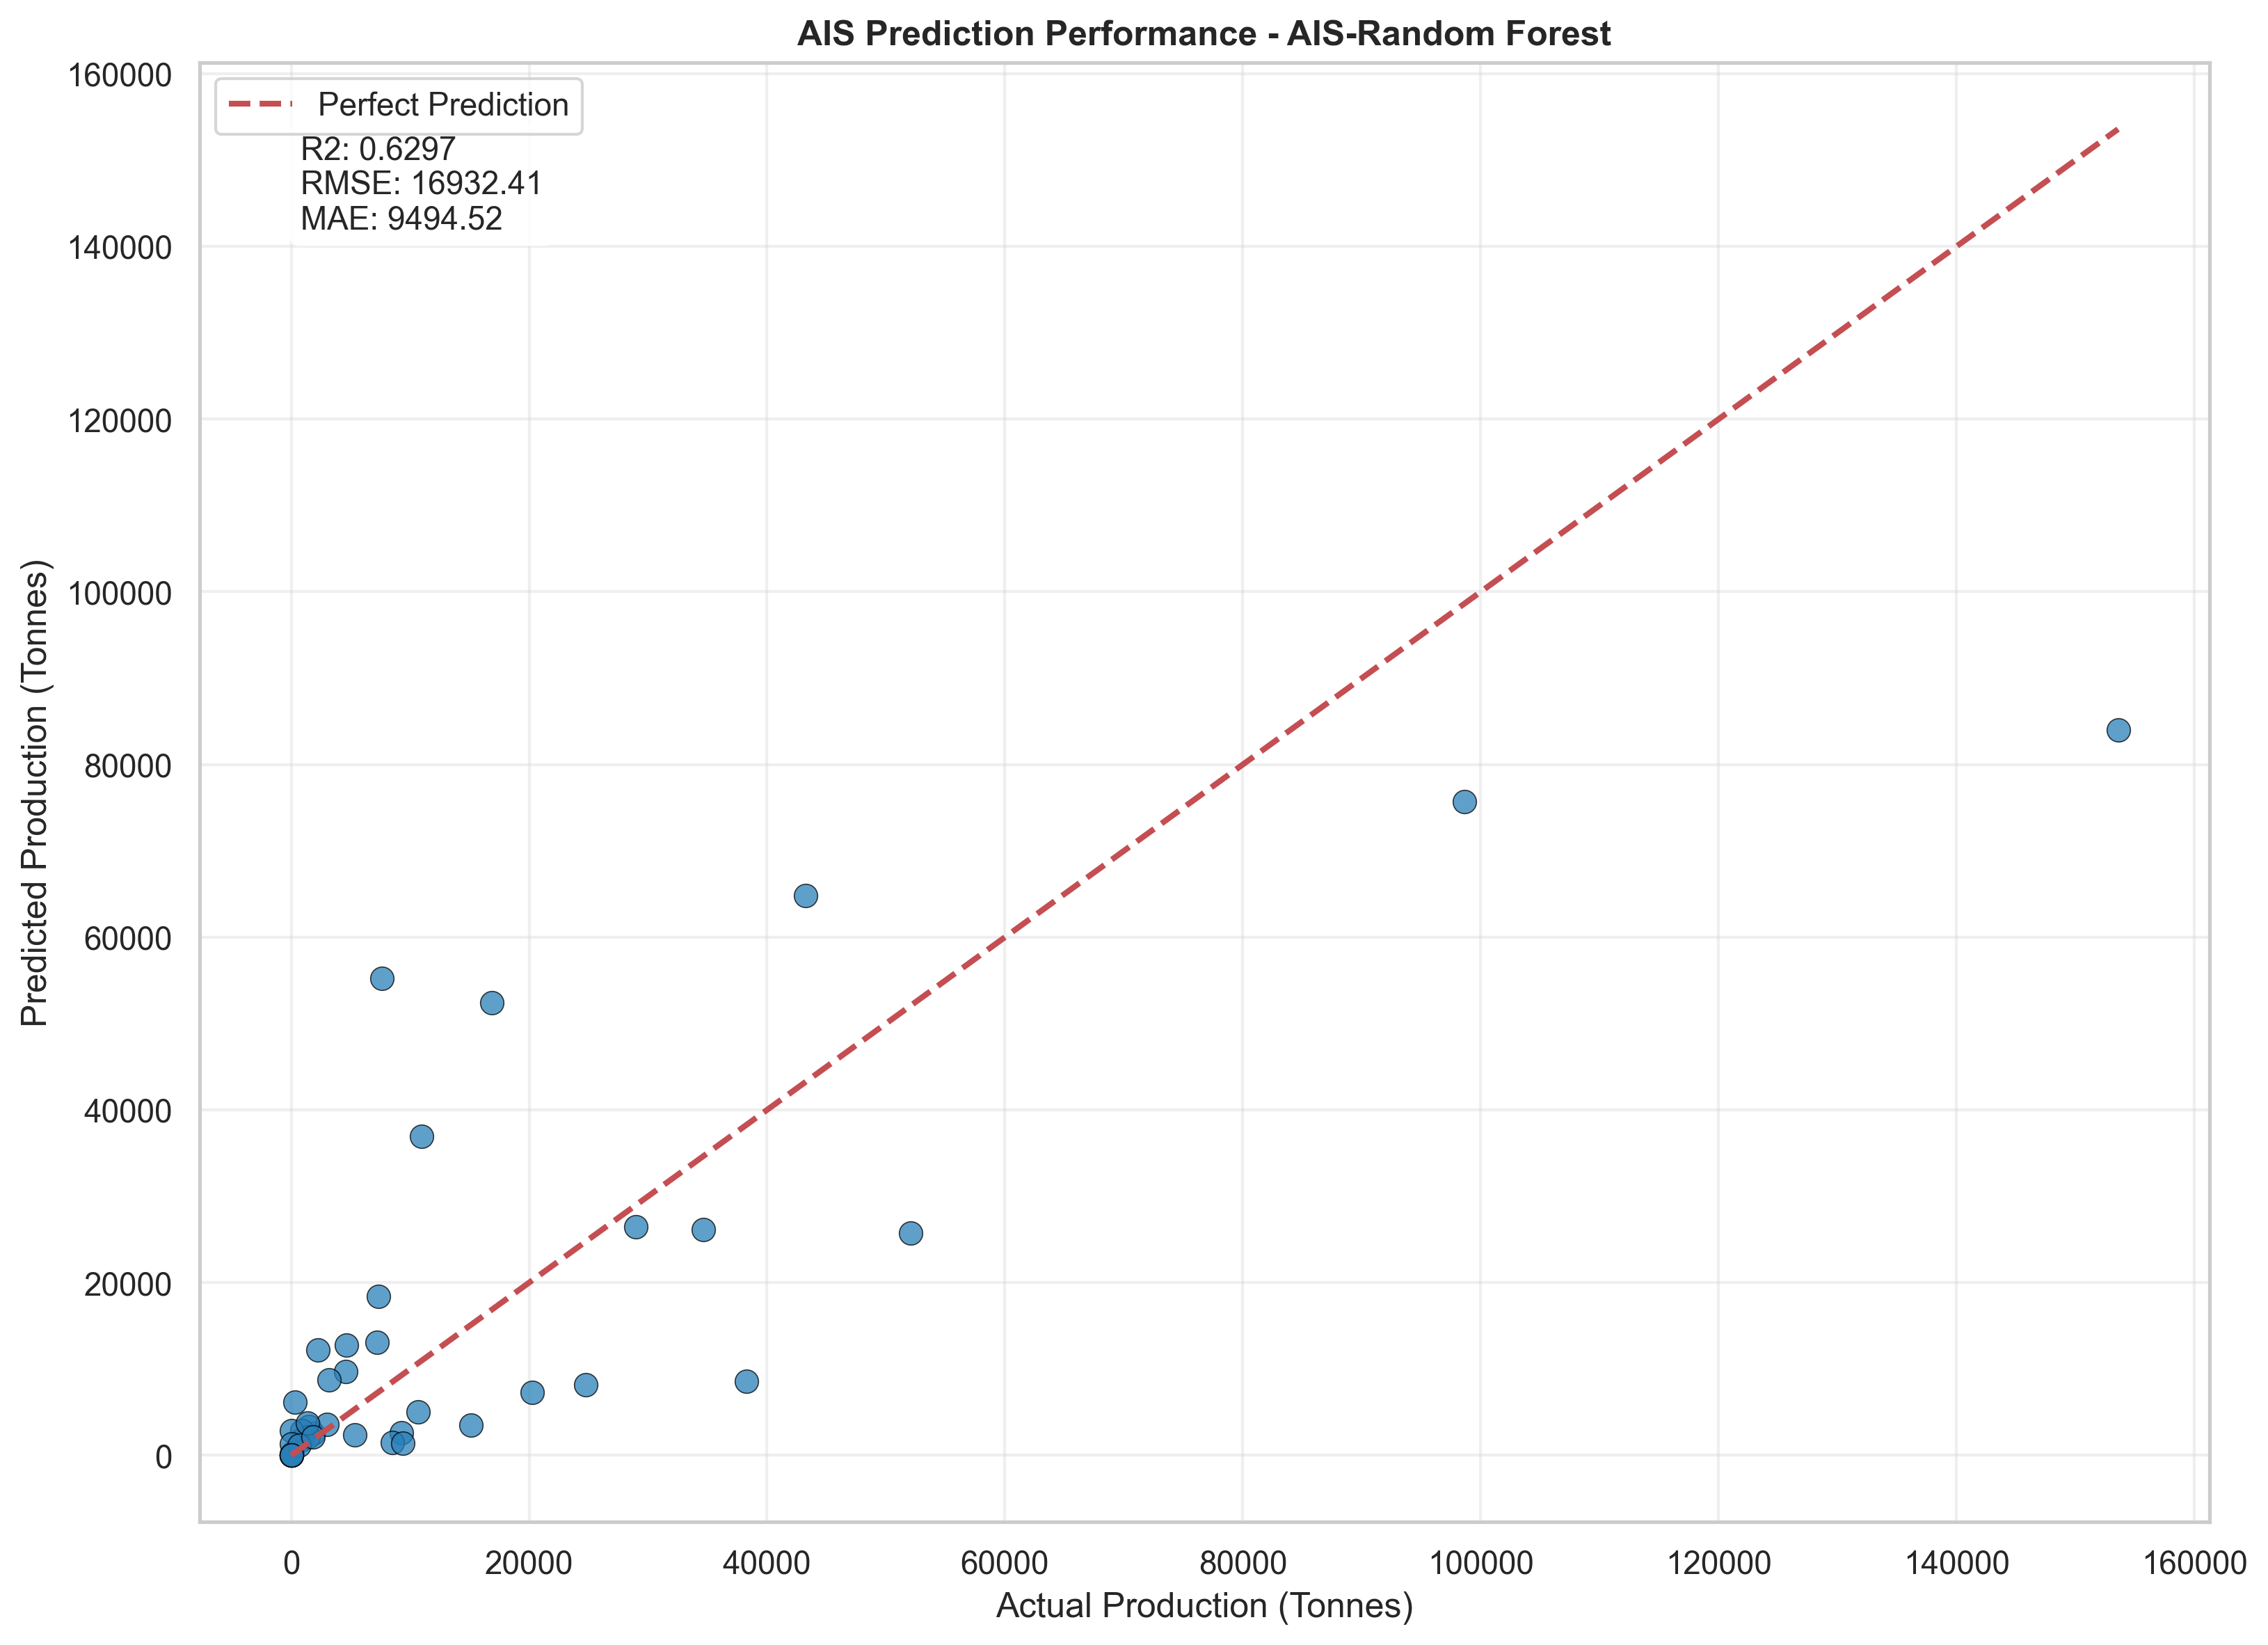 AIS Prediction Performance - AIS-Random Forest
Perfect Prediction
R2: 0.6297
RMSE: 16932.41
MAE: 9494.52
160000
140000
120000
100000
80000
60000
40000
20000
0
Predicted Production (Tonnes)
0 20000 40000 60000 80000 100000 120000 140000 160000
Actual Production (Tonnes)